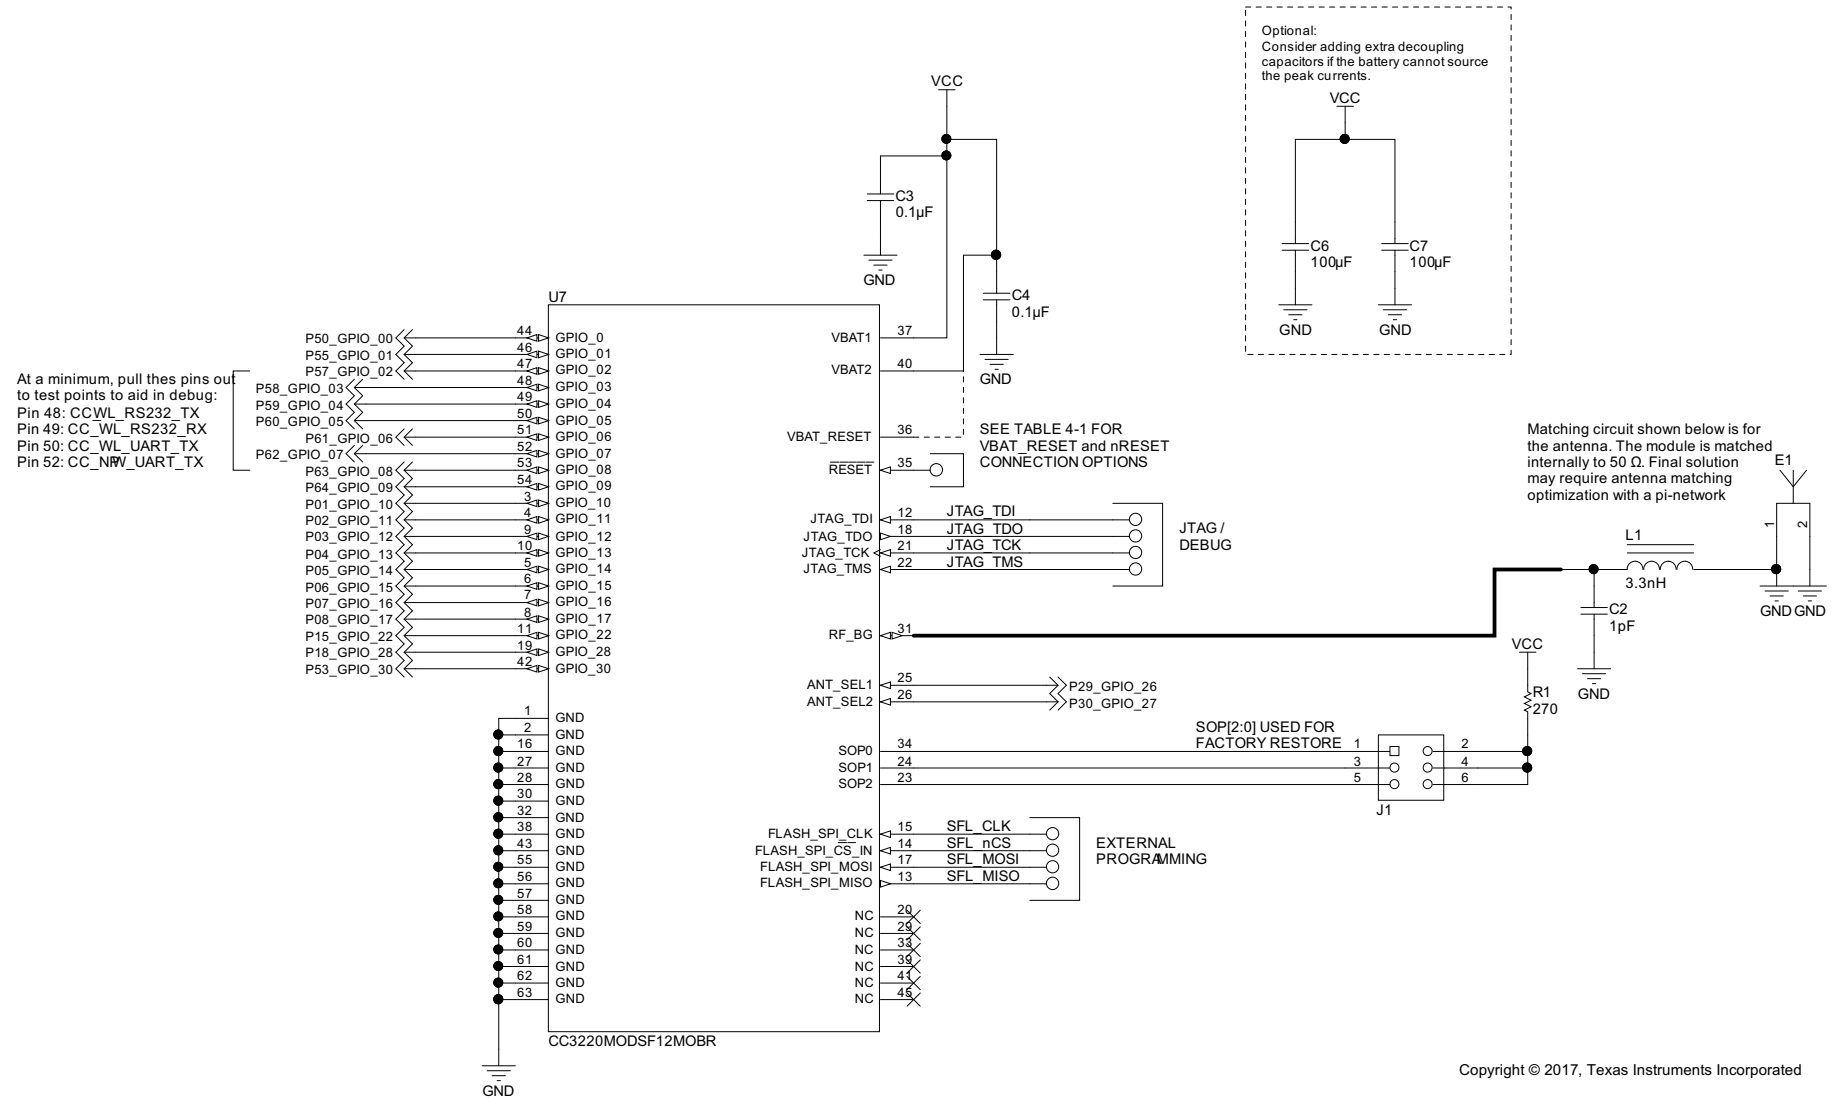 Optional:
Consider adding extra decoupling
capacitors if the battery cannot source
the peak currents.
VCC
C6
100µF
C7
100µF
GND
GND
VCC
C3
0.1µF
GND
C4
0.1µF
GND
U7
P50_GPIO_00 44 GPIO_0
P55_GPIO_01 46 GPIO_01
P57_GPIO_02 47 GPIO_02
P58_GPIO_03 48 GPIO_03
P59_GPIO_04 49 GPIO_04
P60_GPIO_05 50 GPIO_05
P61_GPIO_06 51 GPIO_06
P62_GPIO_07 52 GPIO_07
P63_GPIO_08 53 GPIO_08
P64_GPIO_09 54 GPIO_09
P01_GPIO_10 3 GPIO_10
P02_GPIO_11 4 GPIO_11
P03_GPIO_12 9 GPIO_12
P04_GPIO_13 10 GPIO_13
P05_GPIO_14 5 GPIO_14
P06_GPIO_15 6 GPIO_15
P07_GPIO_16 7 GPIO_16
P08_GPIO_17 8 GPIO_17
P15_GPIO_22 11 GPIO_22
P18_GPIO_28 19 GPIO_28
P53_GPIO_30 42 GPIO_30
At a minimum, pull thes pins out
to test points to aid in debug:
Pin 48: CCWL_RS232_TX
Pin 49: CC_WL_RS232_RX
Pin 50: CC_WL_UART_TX
Pin 52: CC_NPW_UART_TX
1 GND
2 GND
16 GND
27 GND
28 GND
30 GND
32 GND
38 GND
43 GND
55 GND
56 GND
57 GND
58 GND
59 GND
60 GND
61 GND
62 GND
63 GND
GND
CC3220MODSF12MOBR
VBAT1 37
VBAT2 40
VBAT_RESET 36
RESET 35
SEE TABLE 4-1 FOR
VBAT_RESET and nRESET
CONNECTION OPTIONS
JTAG_TDI 12 JTAG_TDI
JTAG_TDO 18 JTAG_TDO
JTAG_TCK 21 JTAG_TCK
JTAG_TMS 22 JTAG_TMS
JTAG /
DEBUG
RF_BG 31
ANT_SEL1 25 P29_GPIO_26
ANT_SEL2 26 P30_GPIO_27
SOP[2:0] USED FOR
FACTORY RESTORE
SOP0 34 1 2
SOP1 24 3 4
SOP2 23 5 6
J1
VCC
R1
270
FLASH_SPI_CLK 15 SFL_CLK
FLASH_SPI_CS_IN 14 SFL_nCS
FLASH_SPI_MOSI 17 SFL_MOSI
FLASH_SPI_MISO 13 SFL_MISO
EXTERNAL
PROGRAMMING
NC 20
NC 29
NC 33
NC 39
NC 41
NC 45
Matching circuit shown below is for
the antenna. The module is matched
internally to 50 Ω. Final solution
may require antenna matching
optimization with a pi-network
E1
1
2
L1
3.3nH
C2
1pF
GND
GND GND
Copyright © 2017, Texas Instruments Incorporated